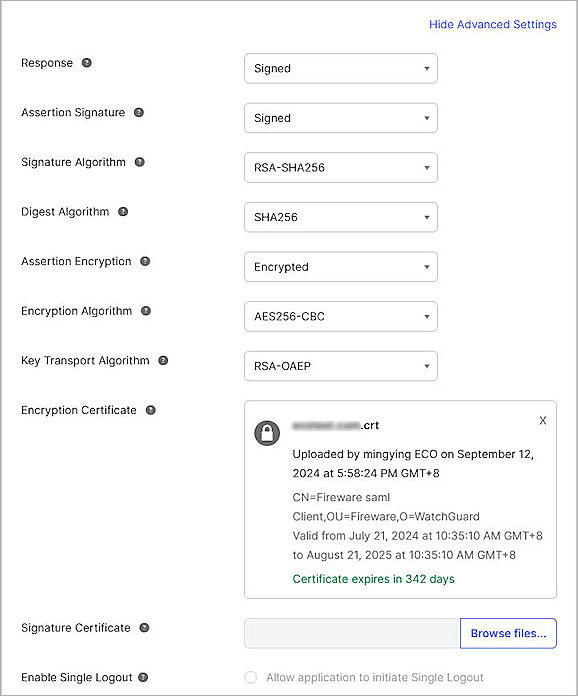 Hide Advanced Settings
Response
Signed
Assertion Signature
Signed
Signature Algorithm
RSA-SHA256
Digest Algorithm
SHA256
Assertion Encryption
Encrypted
Encryption Algorithm
AES256-CBC
Key Transport Algorithm
RSA-OAEP
Encryption Certificate
.crt
X
Uploaded by mingying ECO on September 12,
2024 at 5:58:24 PM GMT+8
CN=Fireware saml
Client,OU=Fireware,O=WatchGuard
Valid from July 21, 2024 at 10:35:10 AM GMT+8
to August 21, 2025 at 10:35:10 AM GMT+8
Certificate expires in 342 days
Signature Certificate
Browse files...
Enable Single Logout
Allow application to initiate Single Logout